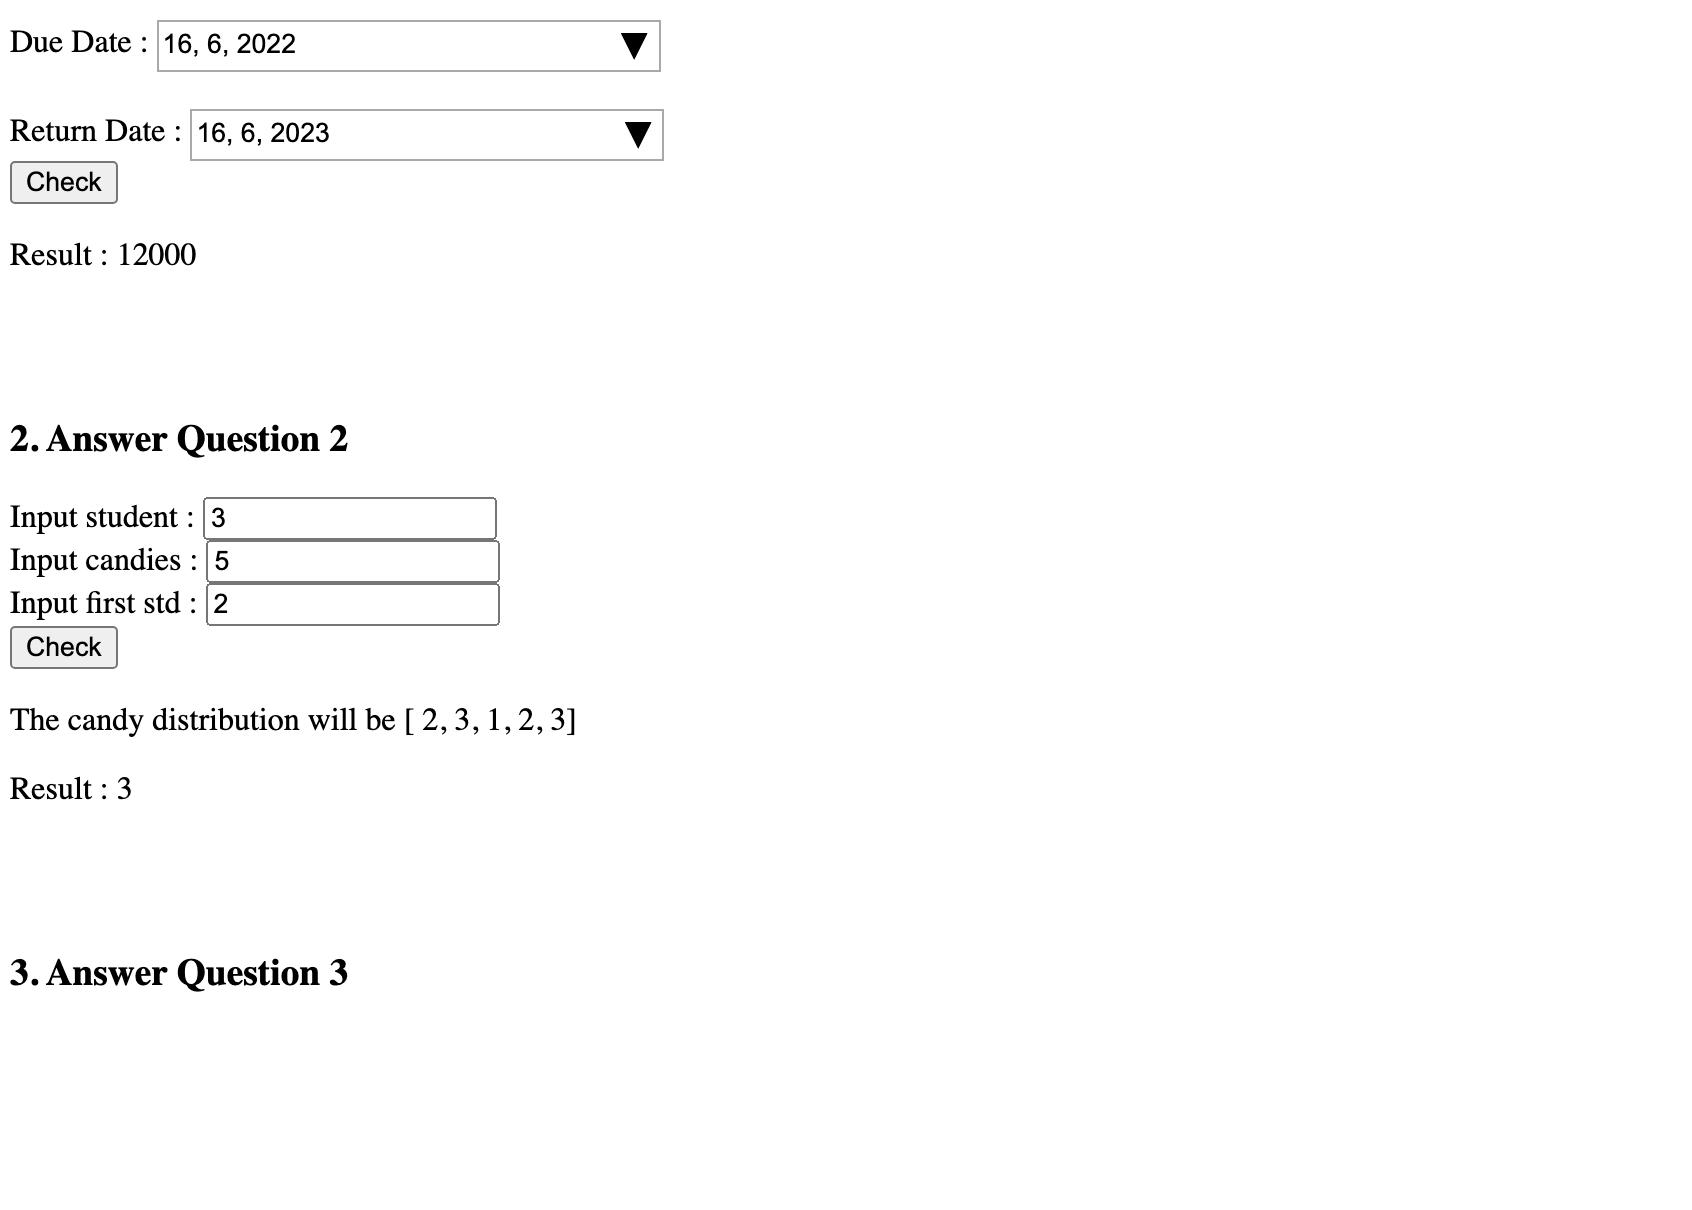 Due Date : 16, 6, 2022 ▼
Return Date : 16, 6, 2023 ▼
Check
Result : 12000
2. Answer Question 2
Input student : 3
Input candies : 5
Input first std : 2
Check
The candy distribution will be [ 2, 3, 1, 2, 3]
Result : 3
3. Answer Question 3